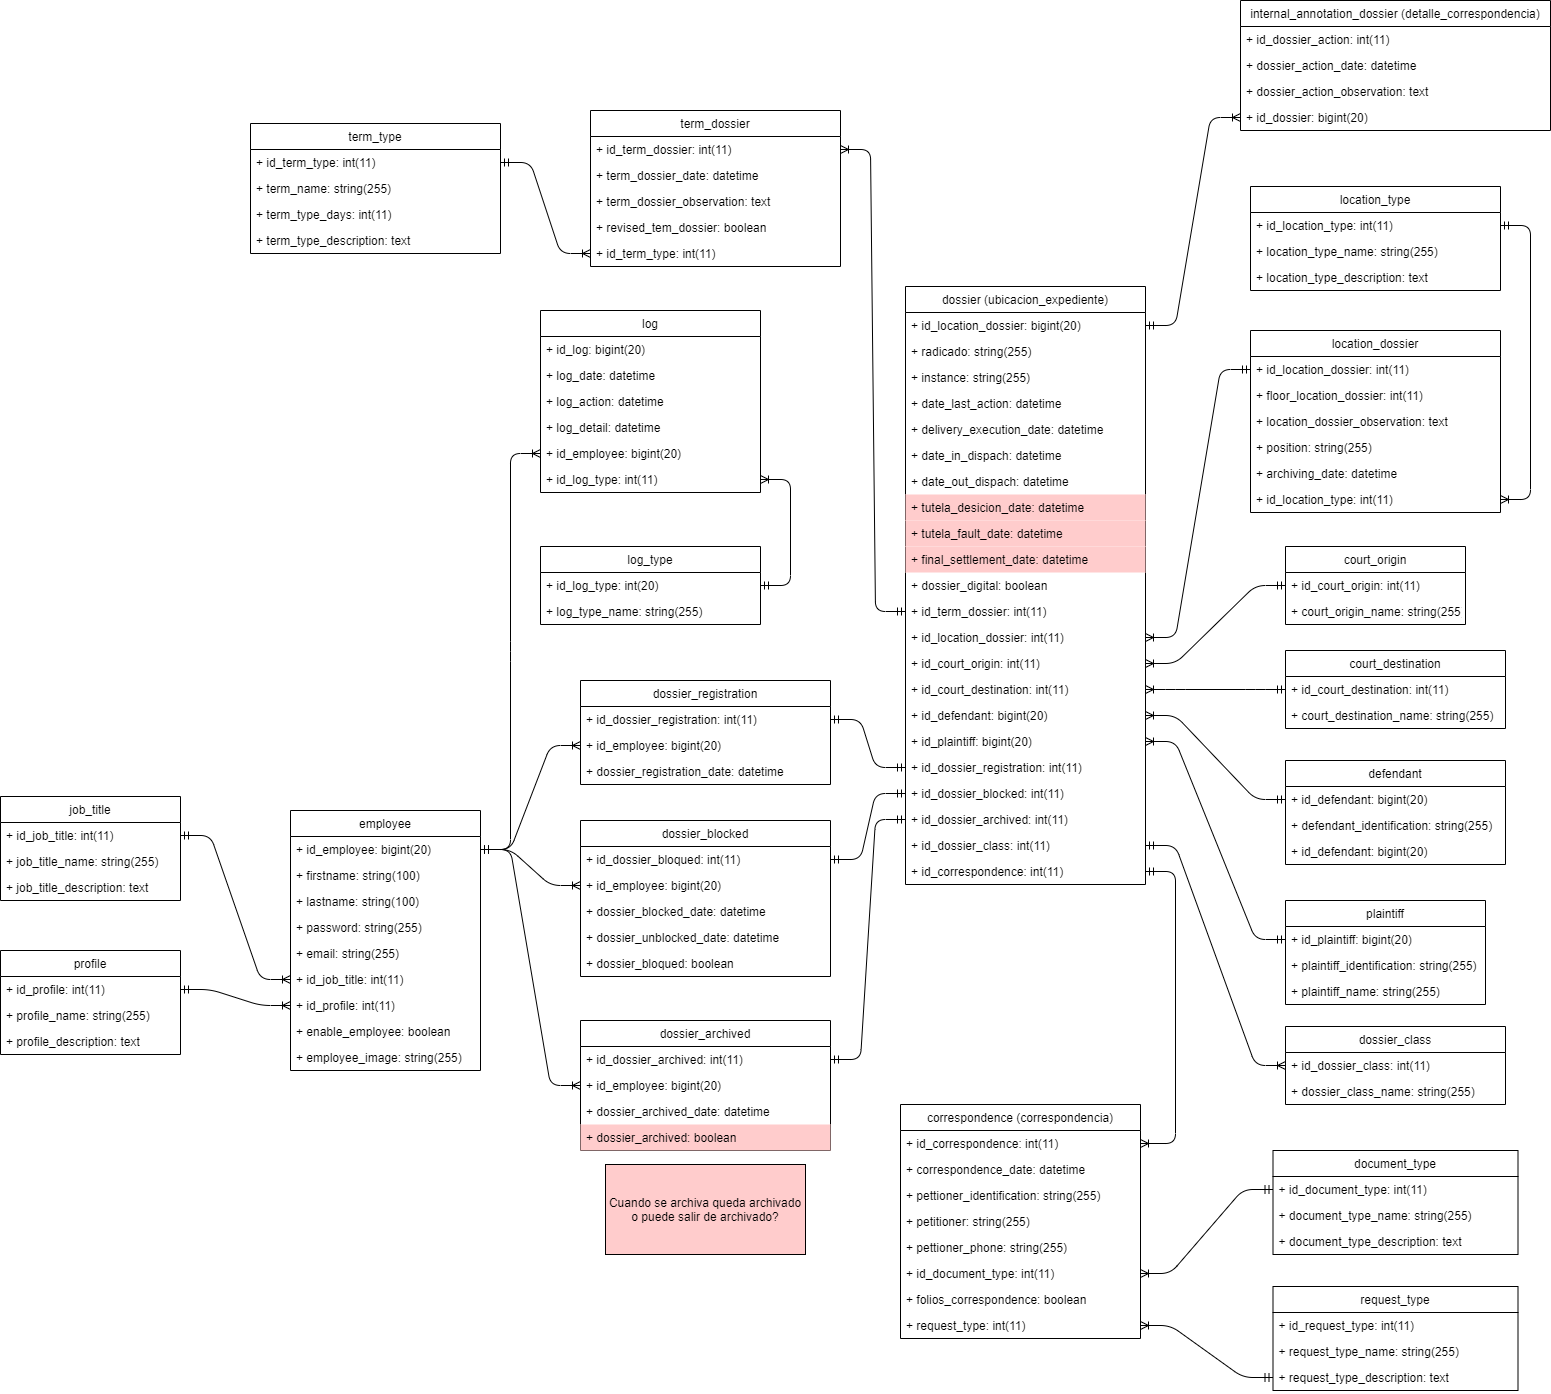 internal_annotation_dossier (detalle_correspondencia)
+ id_dossier_action: int(11)
+ dossier_action_date: datetime
+ dossier_action_observation: text
+ id_dossier: bigint(20)
term_type
+ id_term_type: int(11)
+ term_name: string(255)
+ term_type_days: int(11)
+ term_type_description: text
term_dossier
+ id_term_dossier: int(11)
+ term_dossier_date: datetime
+ term_dossier_observation: text
+ revised_tem_dossier: boolean
+ id_term_type: int(11)
location_type
+ id_location_type: int(11)
+ location_type_name: string(255)
+ location_type_description: text
log
+ id_log: bigint(20)
+ log_date: datetime
+ log_action: datetime
+ log_detail: datetime
+ id_employee: bigint(20)
+ id_log_type: int(11)
dossier (ubicacion_expediente)
+ id_location_dossier: bigint(20)
+ radicado: string(255)
+ instance: string(255)
+ date_last_action: datetime
+ delivery_execution_date: datetime
+ date_in_dispach: datetime
+ date_out_dispach: datetime
+ tutela_desicion_date: datetime
+ tutela_fault_date: datetime
+ final_settlement_date: datetime
+ dossier_digital: boolean
+ id_term_dossier: int(11)
+ id_location_dossier: int(11)
+ id_court_origin: int(11)
+ id_court_destination: int(11)
+ id_defendant: bigint(20)
+ id_plaintiff: bigint(20)
+ id_dossier_registration: int(11)
+ id_dossier_blocked: int(11)
+ id_dossier_archived: int(11)
+ id_dossier_class: int(11)
+ id_correspondence: int(11)
location_dossier
+ id_location_dossier: int(11)
+ floor_location_dossier: int(11)
+ location_dossier_observation: text
+ position: string(255)
+ archiving_date: datetime
+ id_location_type: int(11)
log_type
+ id_log_type: int(20)
+ log_type_name: string(255)
court_origin
+ id_court_origin: int(11)
+ court_origin_name: string(255
court_destination
+ id_court_destination: int(11)
+ court_destination_name: string(255)
dossier_registration
+ id_dossier_registration: int(11)
+ id_employee: bigint(20)
+ dossier_registration_date: datetime
defendant
+ id_defendant: bigint(20)
+ defendant_identification: string(255)
+ id_defendant: bigint(20)
job_title
+ id_job_title: int(11)
+ job_title_name: string(255)
+ job_title_description: text
employee
+ id_employee: bigint(20)
+ firstname: string(100)
+ lastname: string(100)
+ password: string(255)
+ email: string(255)
+ id_job_title: int(11)
+ id_profile: int(11)
+ enable_employee: boolean
+ employee_image: string(255)
dossier_blocked
+ id_dossier_bloqued: int(11)
+ id_employee: bigint(20)
+ dossier_blocked_date: datetime
+ dossier_unblocked_date: datetime
+ dossier_bloqued: boolean
plaintiff
+ id_plaintiff: bigint(20)
+ plaintiff_identification: string(255)
+ plaintiff_name: string(255)
profile
+ id_profile: int(11)
+ profile_name: string(255)
+ profile_description: text
dossier_archived
+ id_dossier_archived: int(11)
+ id_employee: bigint(20)
+ dossier_archived_date: datetime
+ dossier_archived: boolean
Cuando se archiva queda archivado
o puede salir de archivado?
dossier_class
+ id_dossier_class: int(11)
+ dossier_class_name: string(255)
correspondence (correspondencia)
+ id_correspondence: int(11)
+ correspondence_date: datetime
+ pettioner_identification: string(255)
+ petitioner: string(255)
+ pettioner_phone: string(255)
+ id_document_type: int(11)
+ folios_correspondence: boolean
+ request_type: int(11)
document_type
+ id_document_type: int(11)
+ document_type_name: string(255)
+ document_type_description: text
request_type
+ id_request_type: int(11)
+ request_type_name: string(255)
+ request_type_description: text